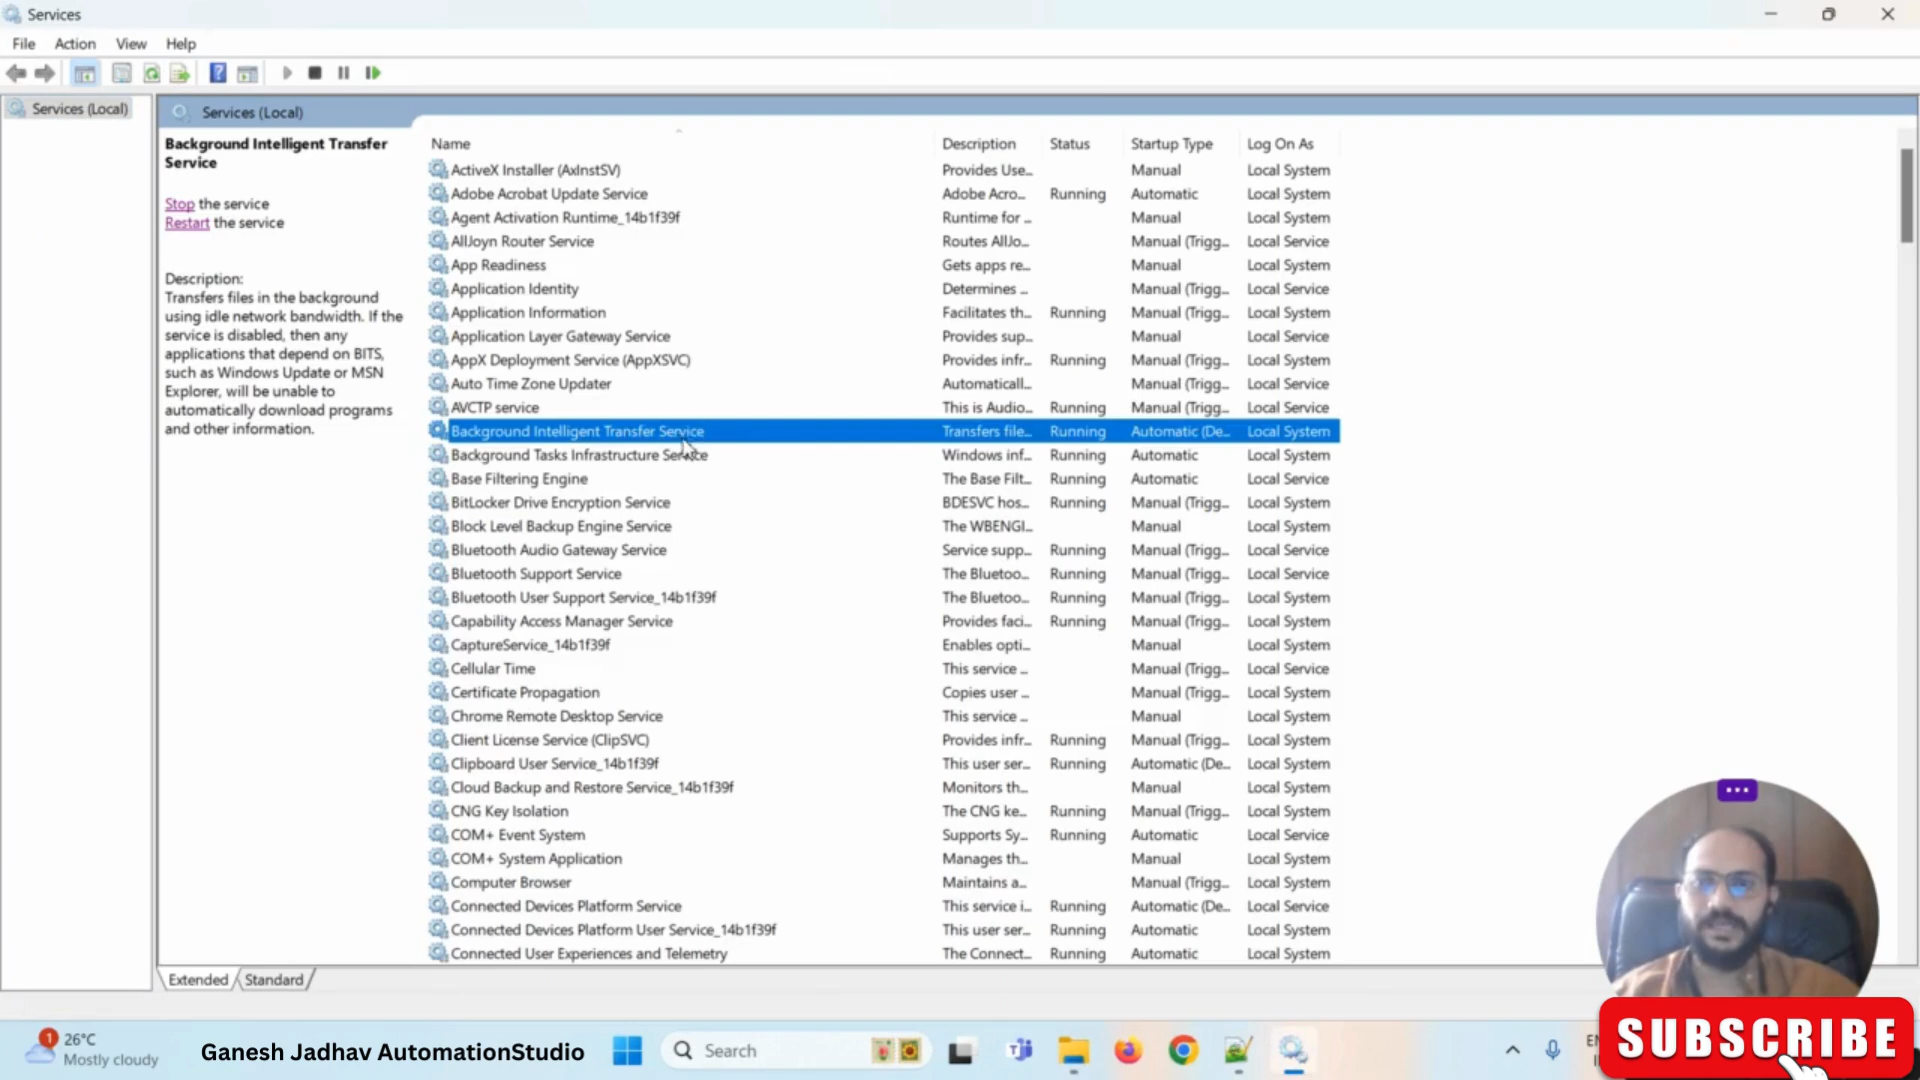 Services
File Action View Help
Services (Local)
Services (Local)
Background Intelligent Transfer
Service
Stop the service
Restart the service
Description:
Transfers files in the background
using idle network bandwidth. If the
service is disabled, then any
applications that depend on BITS,
such as Windows Update or MSN
Explorer, will be unable to
automatically download programs
and other information.
Name Description Status Startup Type Log On As
ActiveX Installer (AxInstSV) Provides Use... Manual Local System
Adobe Acrobat Update Service Adobe Acro... Running Automatic Local System
Agent Activation Runtime_14b1f39f Runtime for ... Manual Local System
AllJoyn Router Service Routes AllJo... Manual (Trigg... Local Service
App Readiness Gets apps re... Manual Local System
Application Identity Determines ... Manual (Trigg... Local Service
Application Information Facilitates th... Running Manual (Trigg... Local System
Application Layer Gateway Service Provides sup... Manual Local Service
AppX Deployment Service (AppXSVC) Provides infr... Running Manual (Trigg... Local System
Auto Time Zone Updater Automaticall... Manual (Trigg... Local Service
AVCTP service This is Audio... Running Manual (Trigg... Local Service
Background Intelligent Transfer Service Transfers file... Running Automatic (De... Local System
Background Tasks Infrastructure Service Windows inf... Running Automatic Local System
Base Filtering Engine The Base Filt... Running Automatic Local Service
BitLocker Drive Encryption Service BDESVC hos... Running Manual (Trigg... Local System
Block Level Backup Engine Service The WBENGI... Manual Local System
Bluetooth Audio Gateway Service Service supp... Running Manual (Trigg... Local Service
Bluetooth Support Service The Bluetoo... Running Manual (Trigg... Local Service
Bluetooth User Support Service_14b1f39f The Bluetoo... Running Manual (Trigg... Local System
Capability Access Manager Service Provides faci... Running Manual (Trigg... Local System
CaptureService_14b1f39f Enables opti... Manual Local System
Cellular Time This service ... Manual (Trigg... Local Service
Certificate Propagation Copies user ... Manual (Trigg... Local System
Chrome Remote Desktop Service This service ... Manual Local System
Client License Service (ClipSVC) Provides infr... Running Manual (Trigg... Local System
Clipboard User Service_14b1f39f This user ser... Running Automatic (De... Local System
Cloud Backup and Restore Service_14b1f39f Monitors th... Manual Local System
CNG Key Isolation The CNG ke... Running Manual (Trigg... Local System
COM+ Event System Supports Sy... Running Automatic Local Service
COM+ System Application Manages th... Manual Local System
Computer Browser Maintains a... Manual (Trigg... Local System
Connected Devices Platform Service This service i... Running Automatic (De... Local Service
Connected Devices Platform User Service_14b1f39f This user ser... Running Automatic Local System
Connected User Experiences and Telemetry The Connect... Running Automatic Local System
Extended Standard
1 26°C
Mostly cloudy
Ganesh Jadhav AutomationStudio
Search
SUBSCRIBE